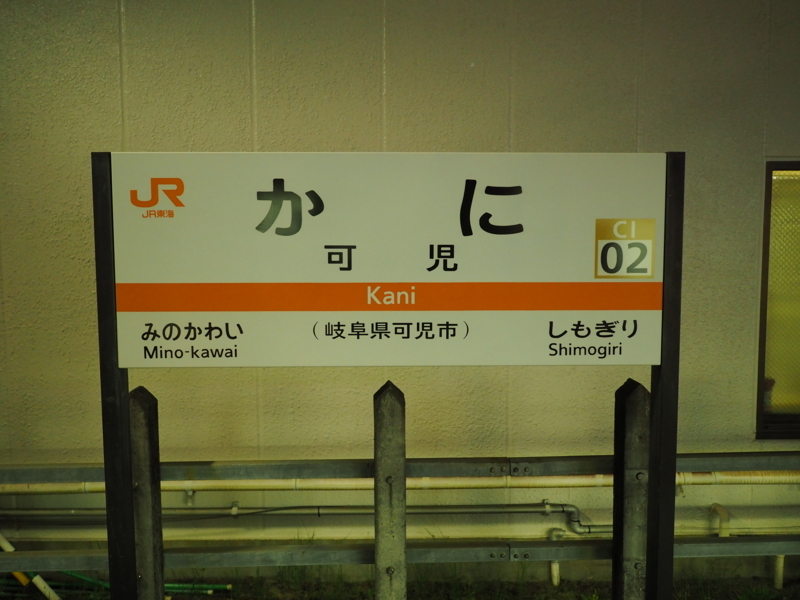 JR
JR東海
かに
可児
CI
02
Kani
みのかわい
Mino-kawai
（岐阜県可児市）
しもぎり
Shimogiri